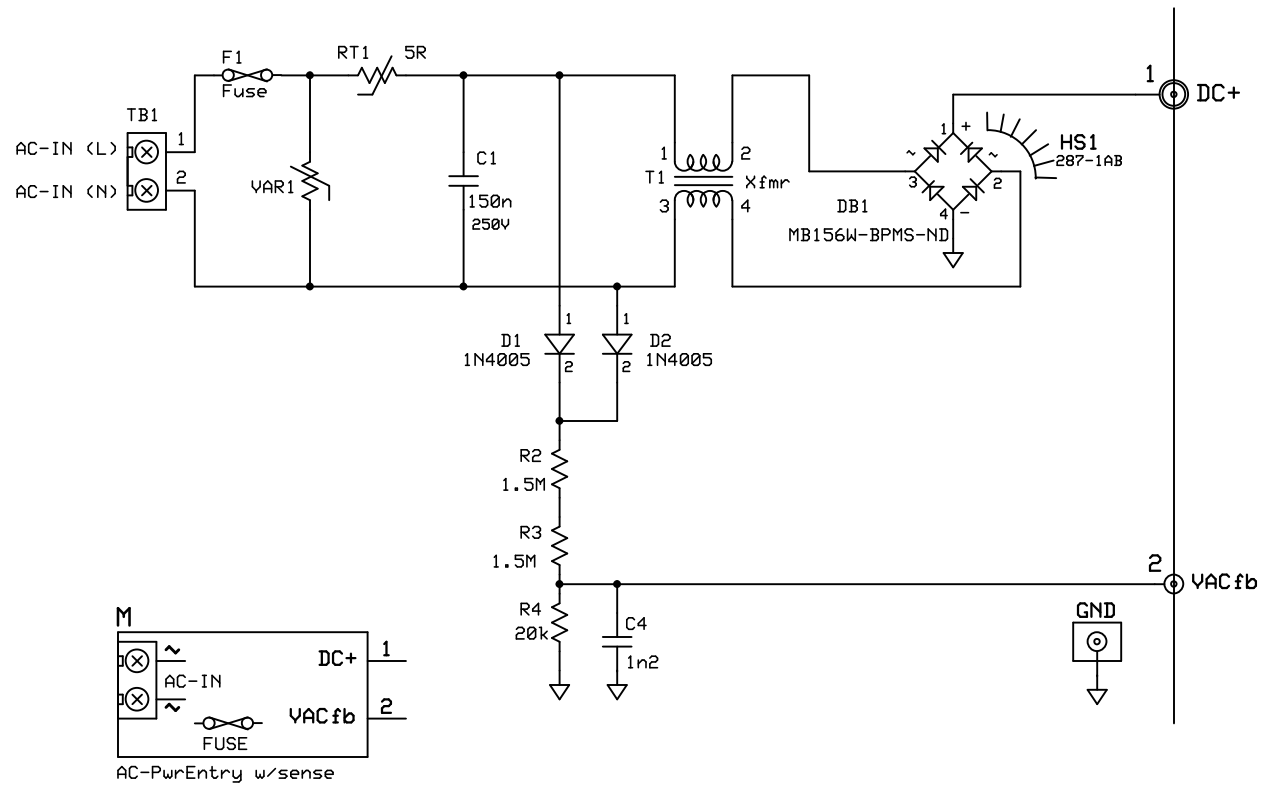 F1
Fuse
RT1 5R
TB1
AC-IN (L)
1
AC-IN (N)
2
VAR1
C1
150n
250V
1 2
T1 Xfmr
3 4
1 +
~ ~
3 2
4 -
DB1
MB156W-BPMS-ND
HS1
287-1AB
1
DC+
D1
1N4005
1
2
1
2
D2
1N4005
R2
1.5M
R3
1.5M
R4
20k
C4
1n2
2
VACfb
GND
M
~
AC-IN
~
FUSE
DC+ 1
VACfb 2
AC-PwrEntry w/sense